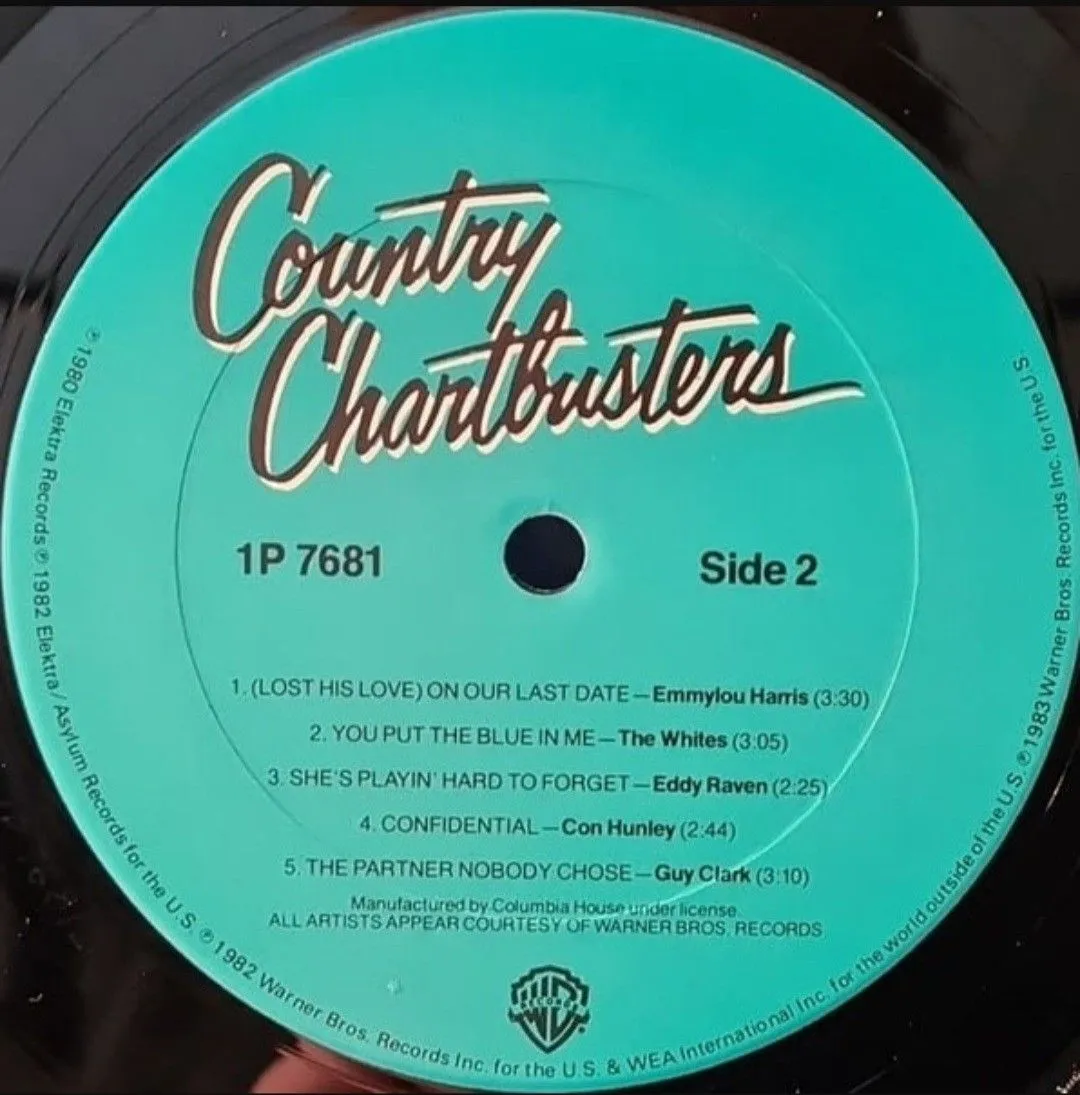 Country
Chartbusters
1P 7681
Side 2
1. (LOST HIS LOVE) ON OUR LAST DATE—Emmylou Harris (3:30)
2. YOU PUT THE BLUE IN ME—The Whites (3:05)
3. SHE'S PLAYIN' HARD TO FORGET—Eddy Raven (2:25)
4. CONFIDENTIAL—Con Hunley (2:44)
5. THE PARTNER NOBODY CHOSE—Guy Clark (3:10)
Manufactured by Columbia House under license.
ALL ARTISTS APPEAR COURTESY OF WARNER BROS. RECORDS
RECORDS
℗ 1980 Elektra Records ℗ 1982 Elektra/Asylum Records for the U.S. ℗ 1982 Warner Bros. Records Inc. for the U.S. & WEA International Inc. for the world outside of the U.S. ℗ 1983 Warner Bros. Records Inc. for the U.S.